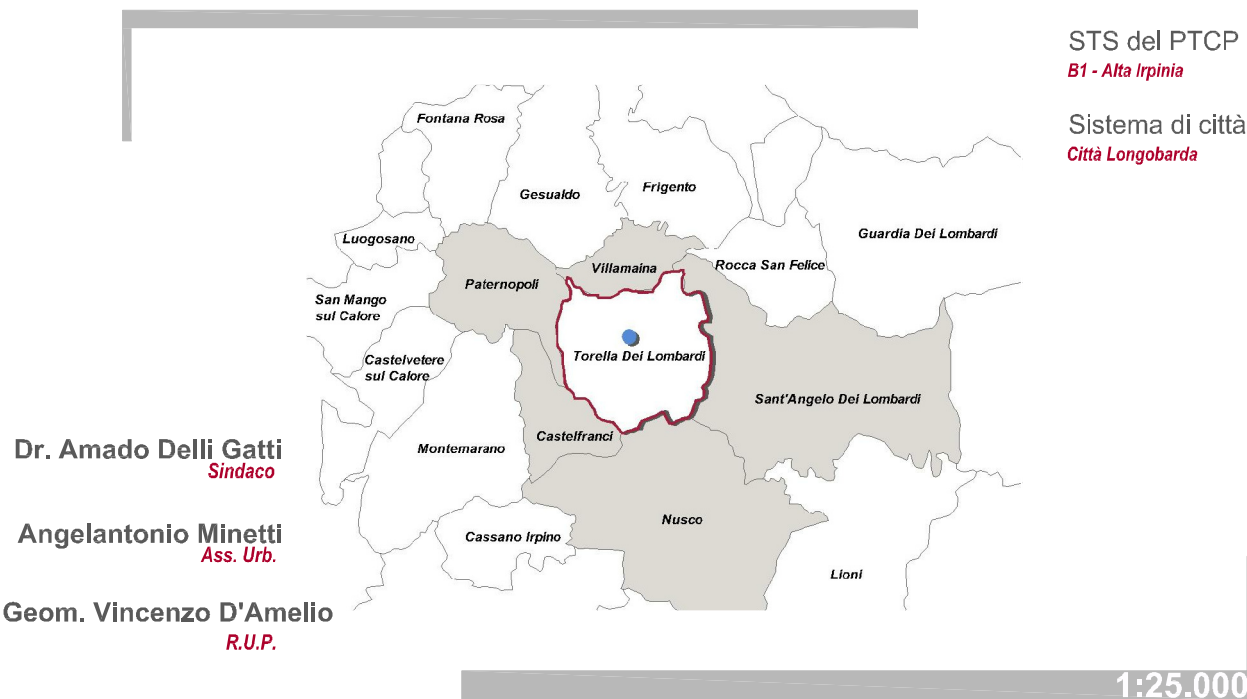 STS del PTCP
B1 - Alta Irpinia
Sistema di città
Città Longobarda
Fontana Rosa
Gesualdo
Frigento
Luogosano
Guardia Dei Lombardi
Villamaina
Rocca San Felice
Paternopoli
San Mango
sul Calore
Torella Dei Lombardi
Castelvetere
sul Calore
Sant'Angelo Dei Lombardi
Castelfranci
Montemarano
Dr. Amado Delli Gatti
Sindaco
Nusco
Angelantonio Minetti
Ass. Urb.
Cassano Irpino
Lioni
Geom. Vincenzo D'Amelio
R.U.P.
1:25.000